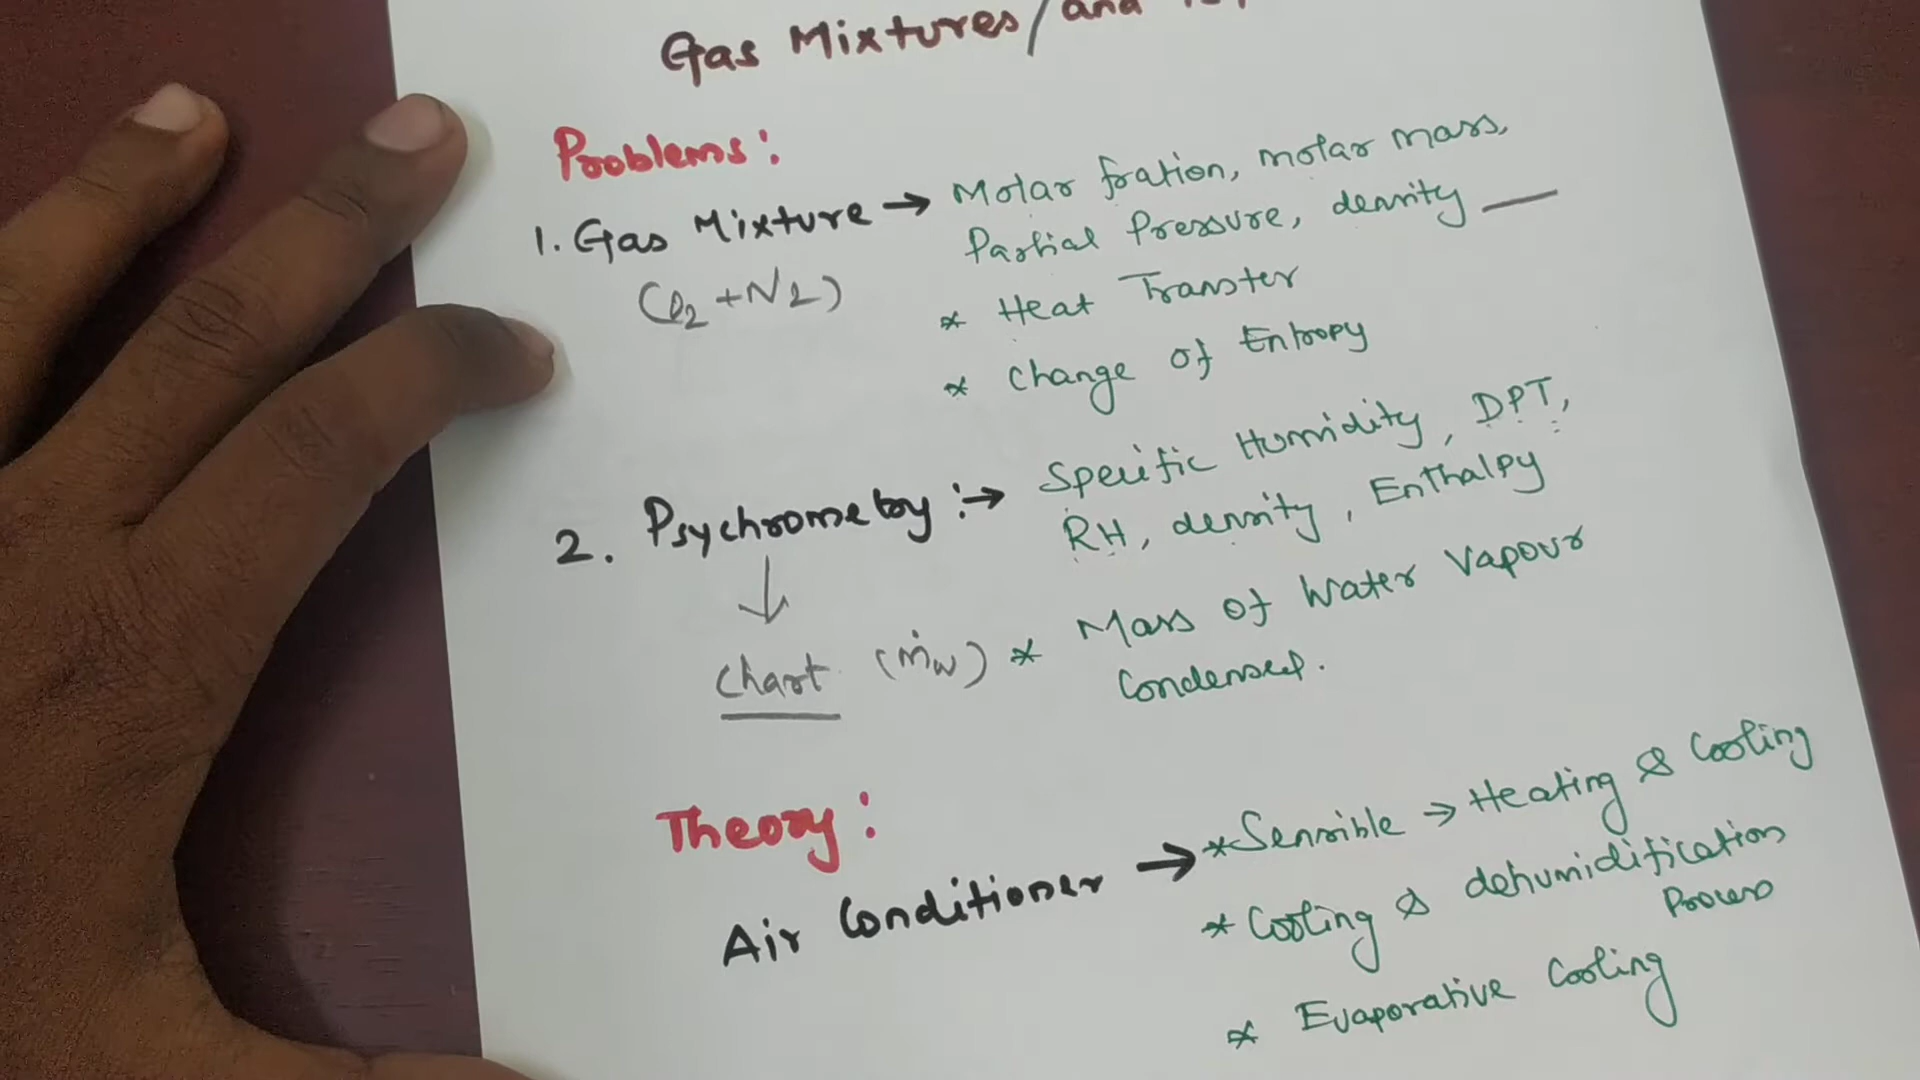 Gas Mixtures/and
Problems:
1. Gas Mixture → Molar fration, molar mass,
Partial Pressure, density —
(O2 + N2)
* Heat Transter
* Change of Entropy
2. Psychrometry :→ Specific Humidity, DPT,
RH, density, Enthalpy
↓
Chart (ṁw) * Mass of Water Vapour
Condensed.
Theory:
Air Conditioner → * Sensible → Heating & Cooling
* Cooling & dehumidification
Process
* Evaporative Cooling